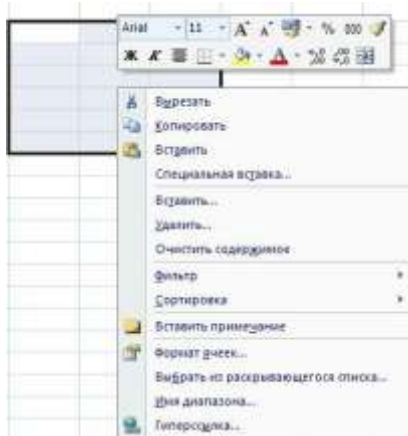 Arial 11 А А % 000
Ж К
Вырезать
Копировать
Вставить
Специальная вставка...
Вставить...
Удалить...
Очистить содержимое
Фильтр
Сортировка
Вставить примечание
Формат ячеек...
Выбрать из раскрывающегося списка...
Имя диапазона...
Гиперссылка...